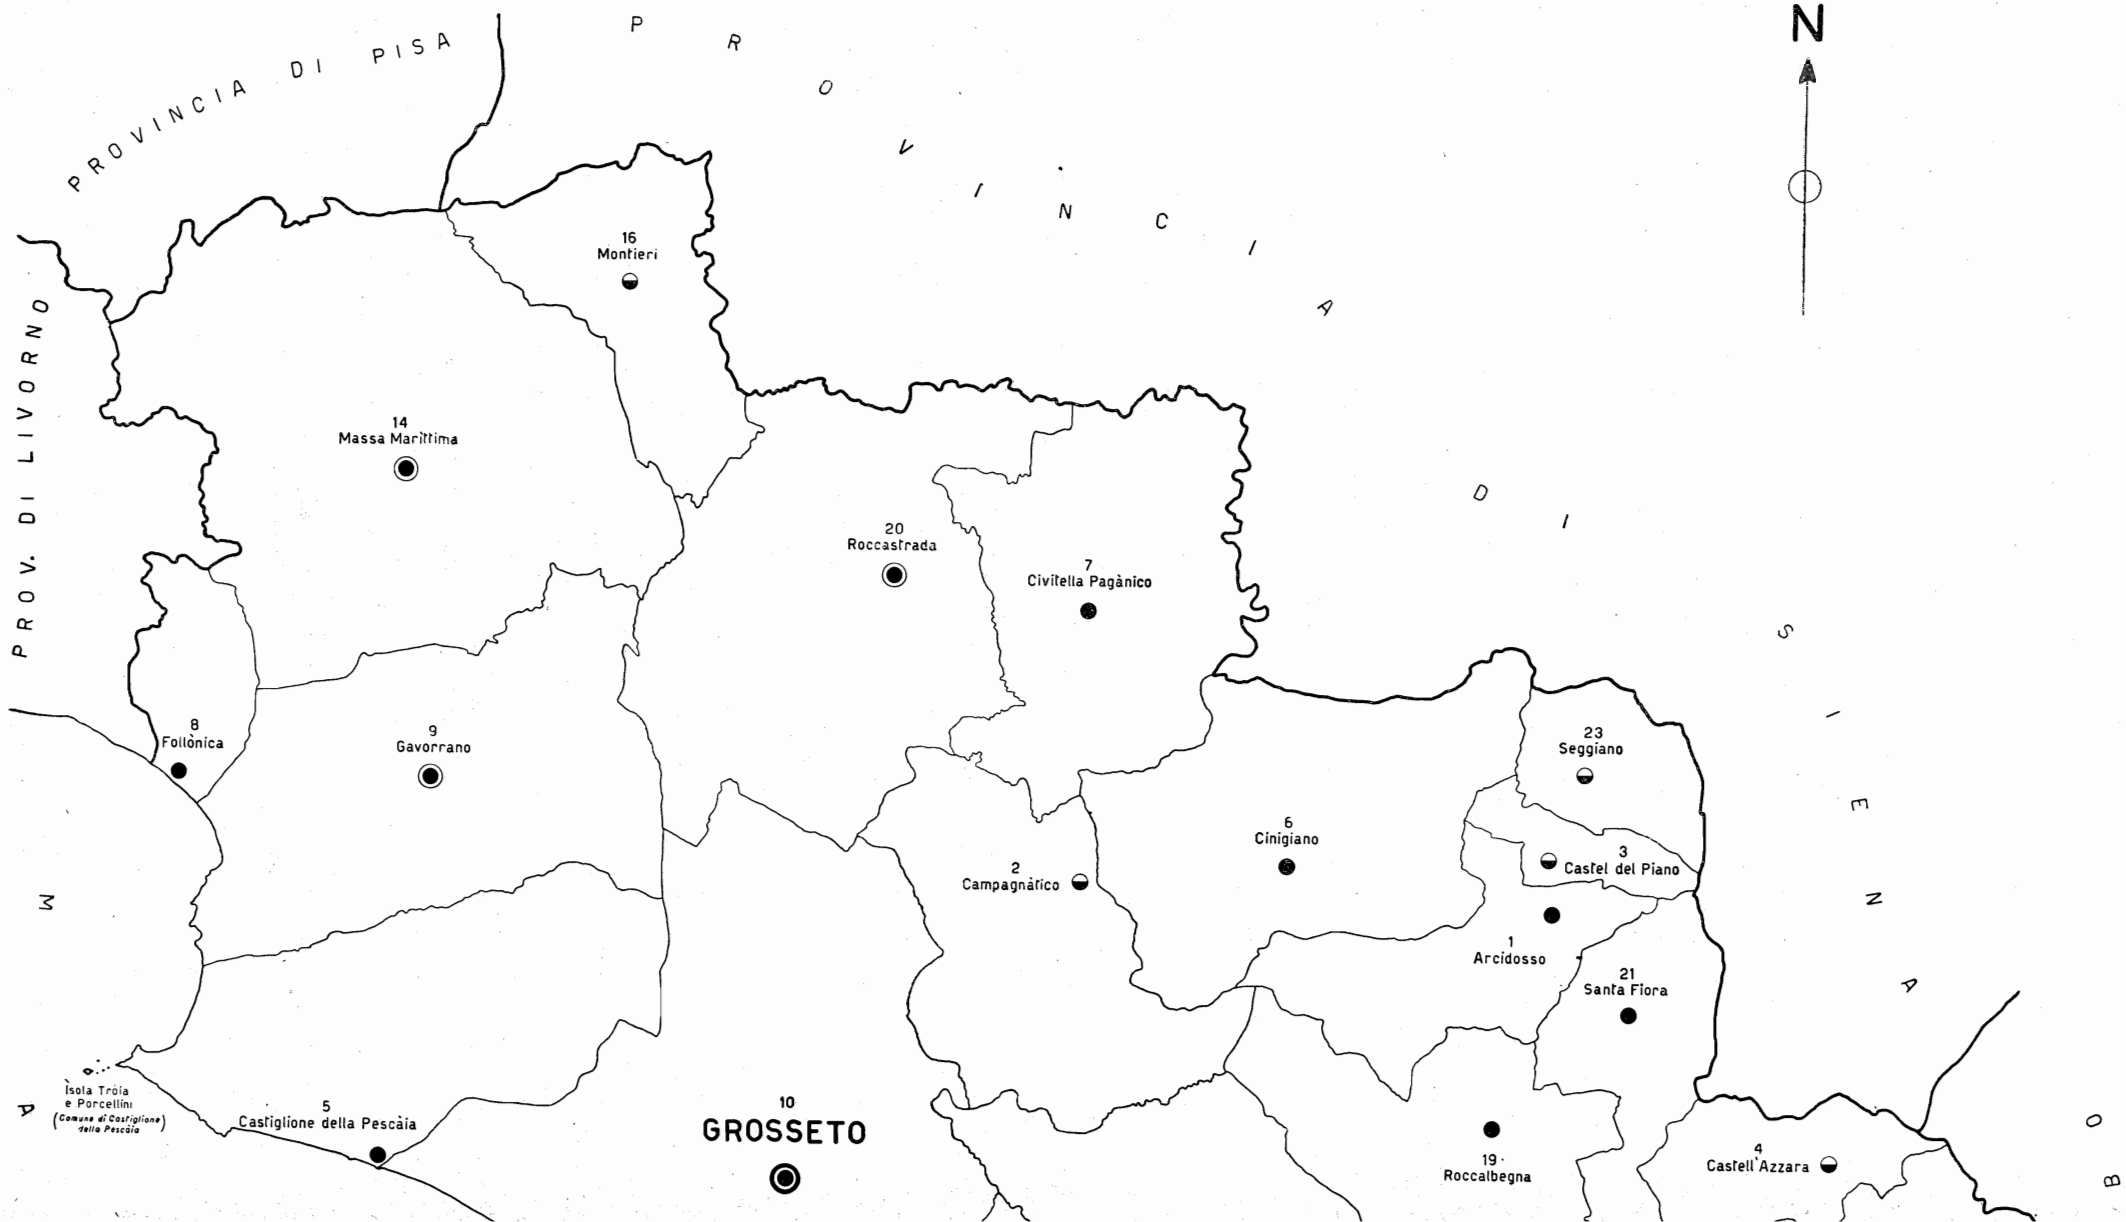 PROVINCIA DI PISA
PROVINCIA DI SIENA
N
PROV. DI LIVORNO
16
Montieri
14
Massa Marìttima
20
Roccastrada
7
Civitella Pagànico
8
Follònica
9
Gavorrano
23
Seggiano
6
Cinigiano
3
Castel del Piano
2
Campagnàtico
1
Arcidosso
21
Santa Fiora
M
A
Ìsola Tròia
e Porcellini
(Comune di Castiglione
della Pescàia)
5
Castiglione della Pescàia
10
GROSSETO
19
Roccalbegna
4
Castell'Azzara
O
B